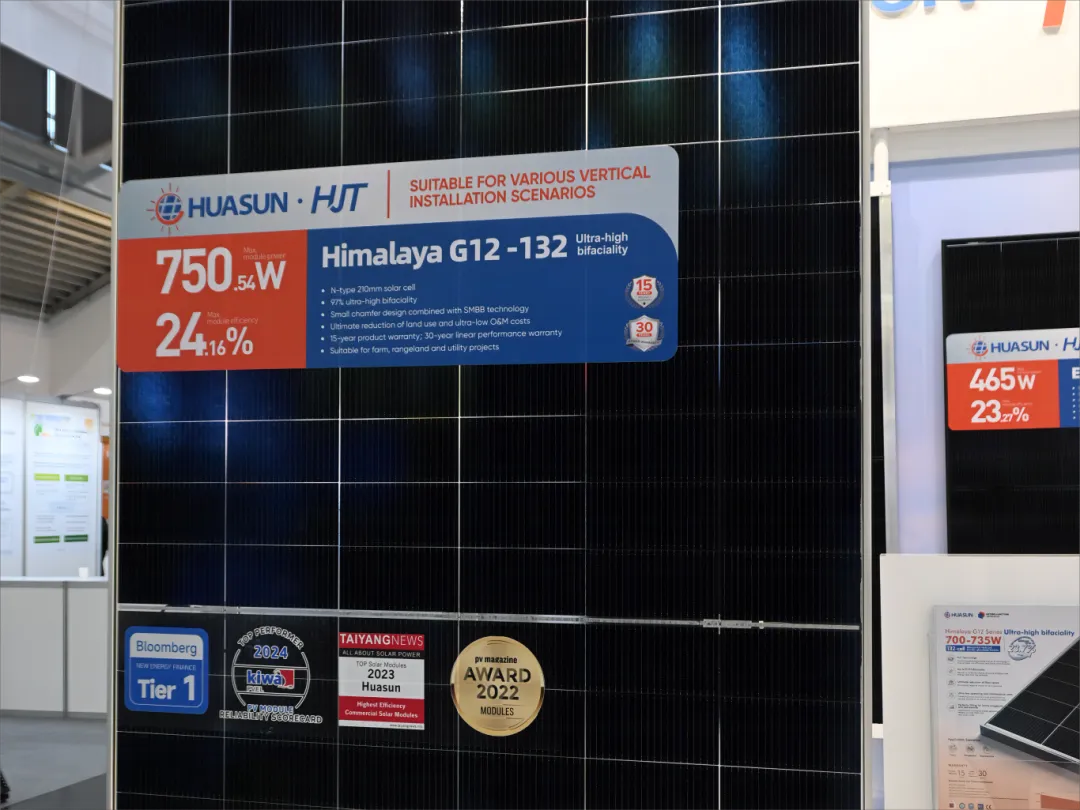 HUASUN · HJT
SUITABLE FOR VARIOUS VERTICAL
INSTALLATION SCENARIOS
Max.
module power
750.54W
Max.
module efficiency
24.16%
Himalaya G12 -132
Ultra-high
bifaciality
• N-type 210mm solar cell
• 97% ultra-high bifaciality
• Small chamfer design combined with SMBB technology
• Ultimate reduction of land use and ultra-low O&M costs
• 15-year product warranty; 30-year linear performance warranty
• Suitable for farm, rangeland and utility projects
15
30
HUASUN · HJ
465W
23.27%
Bloomberg
NEW ENERGY FINANCE
Tier 1
TOP PERFORMER
2024
kiwa
PVEL
PV MODULE
RELIABILITY SCORECARD
TAIYANGNEWS
ALL ABOUT SOLAR POWER
TOP Solar Modules
2023
Huasun
Highest Efficiency
Commercial Solar Modules
pv magazine
AWARD
2022
MODULES
HUASUN
Himalaya G12 Series
Ultra-high bifaciality
700-735W
15
30